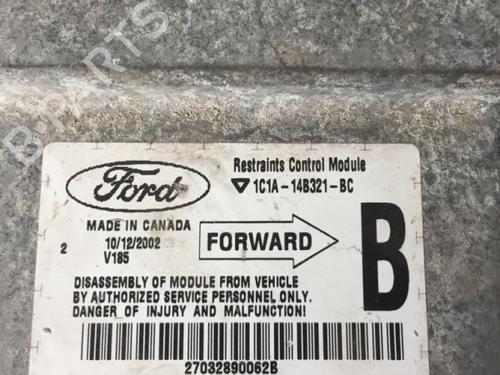 B PARTS
Ford
Restraints Control Module
1C1A-14B321-BC
MADE IN CANADA
2
10/12/2002
V185
FORWARD
B
DISASSEMBLY OF MODULE FROM VEHICLE
BY AUTHORIZED SERVICE PERSONNEL ONLY.
DANGER OF INJURY AND MALFUNCTION!
27032890062B